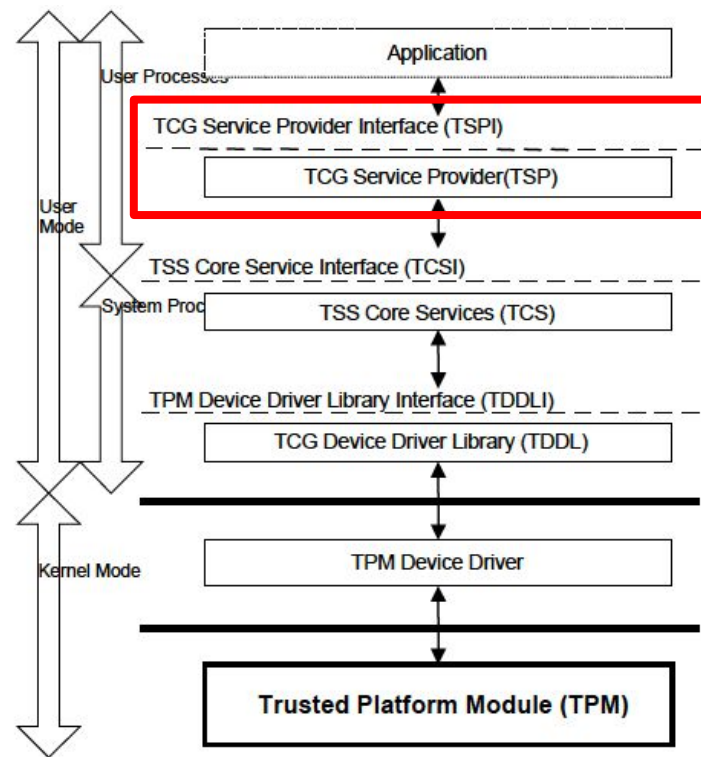 Application
User Processes
TCG Service Provider Interface (TSPI)
TCG Service Provider(TSP)
User
Mode
TSS Core Service Interface (TCSI)
System Proc
TSS Core Services (TCS)
TPM Device Driver Library Interface (TDDLI)
TCG Device Driver Library (TDDL)
TPM Device Driver
Kernel Mode
Trusted Platform Module (TPM)